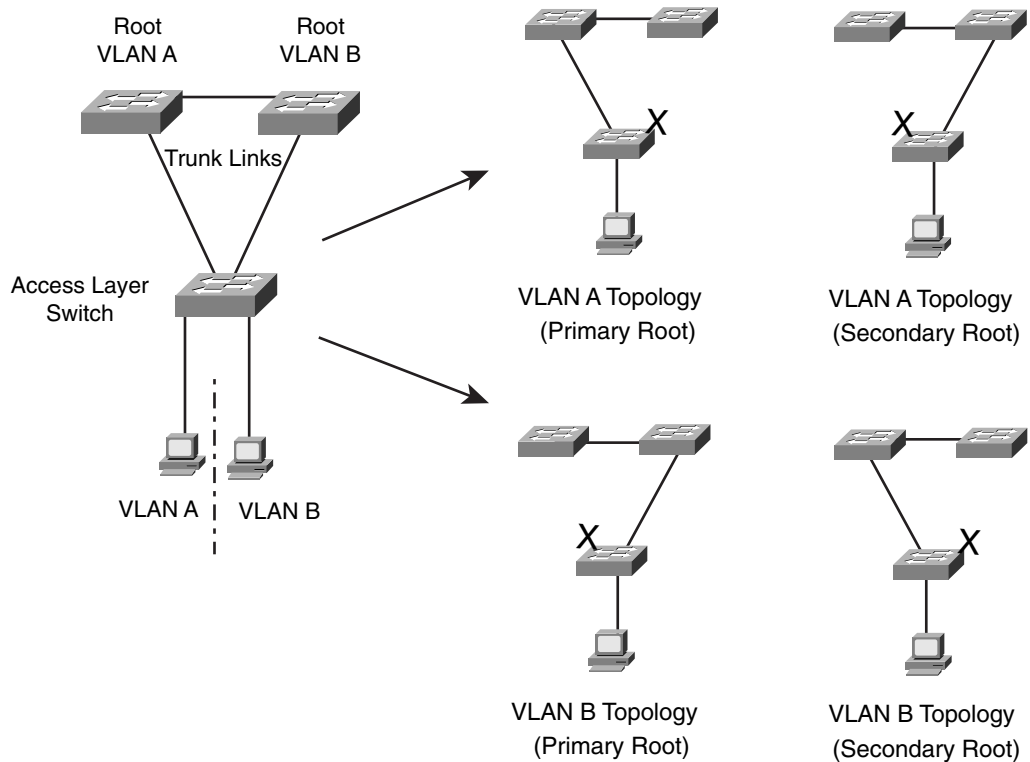 Root
VLAN A
Root
VLAN B
Trunk Links
Access Layer
Switch
VLAN A
VLAN B
X
X
VLAN A Topology
(Primary Root)
VLAN A Topology
(Secondary Root)
X
X
VLAN B Topology
(Primary Root)
VLAN B Topology
(Secondary Root)